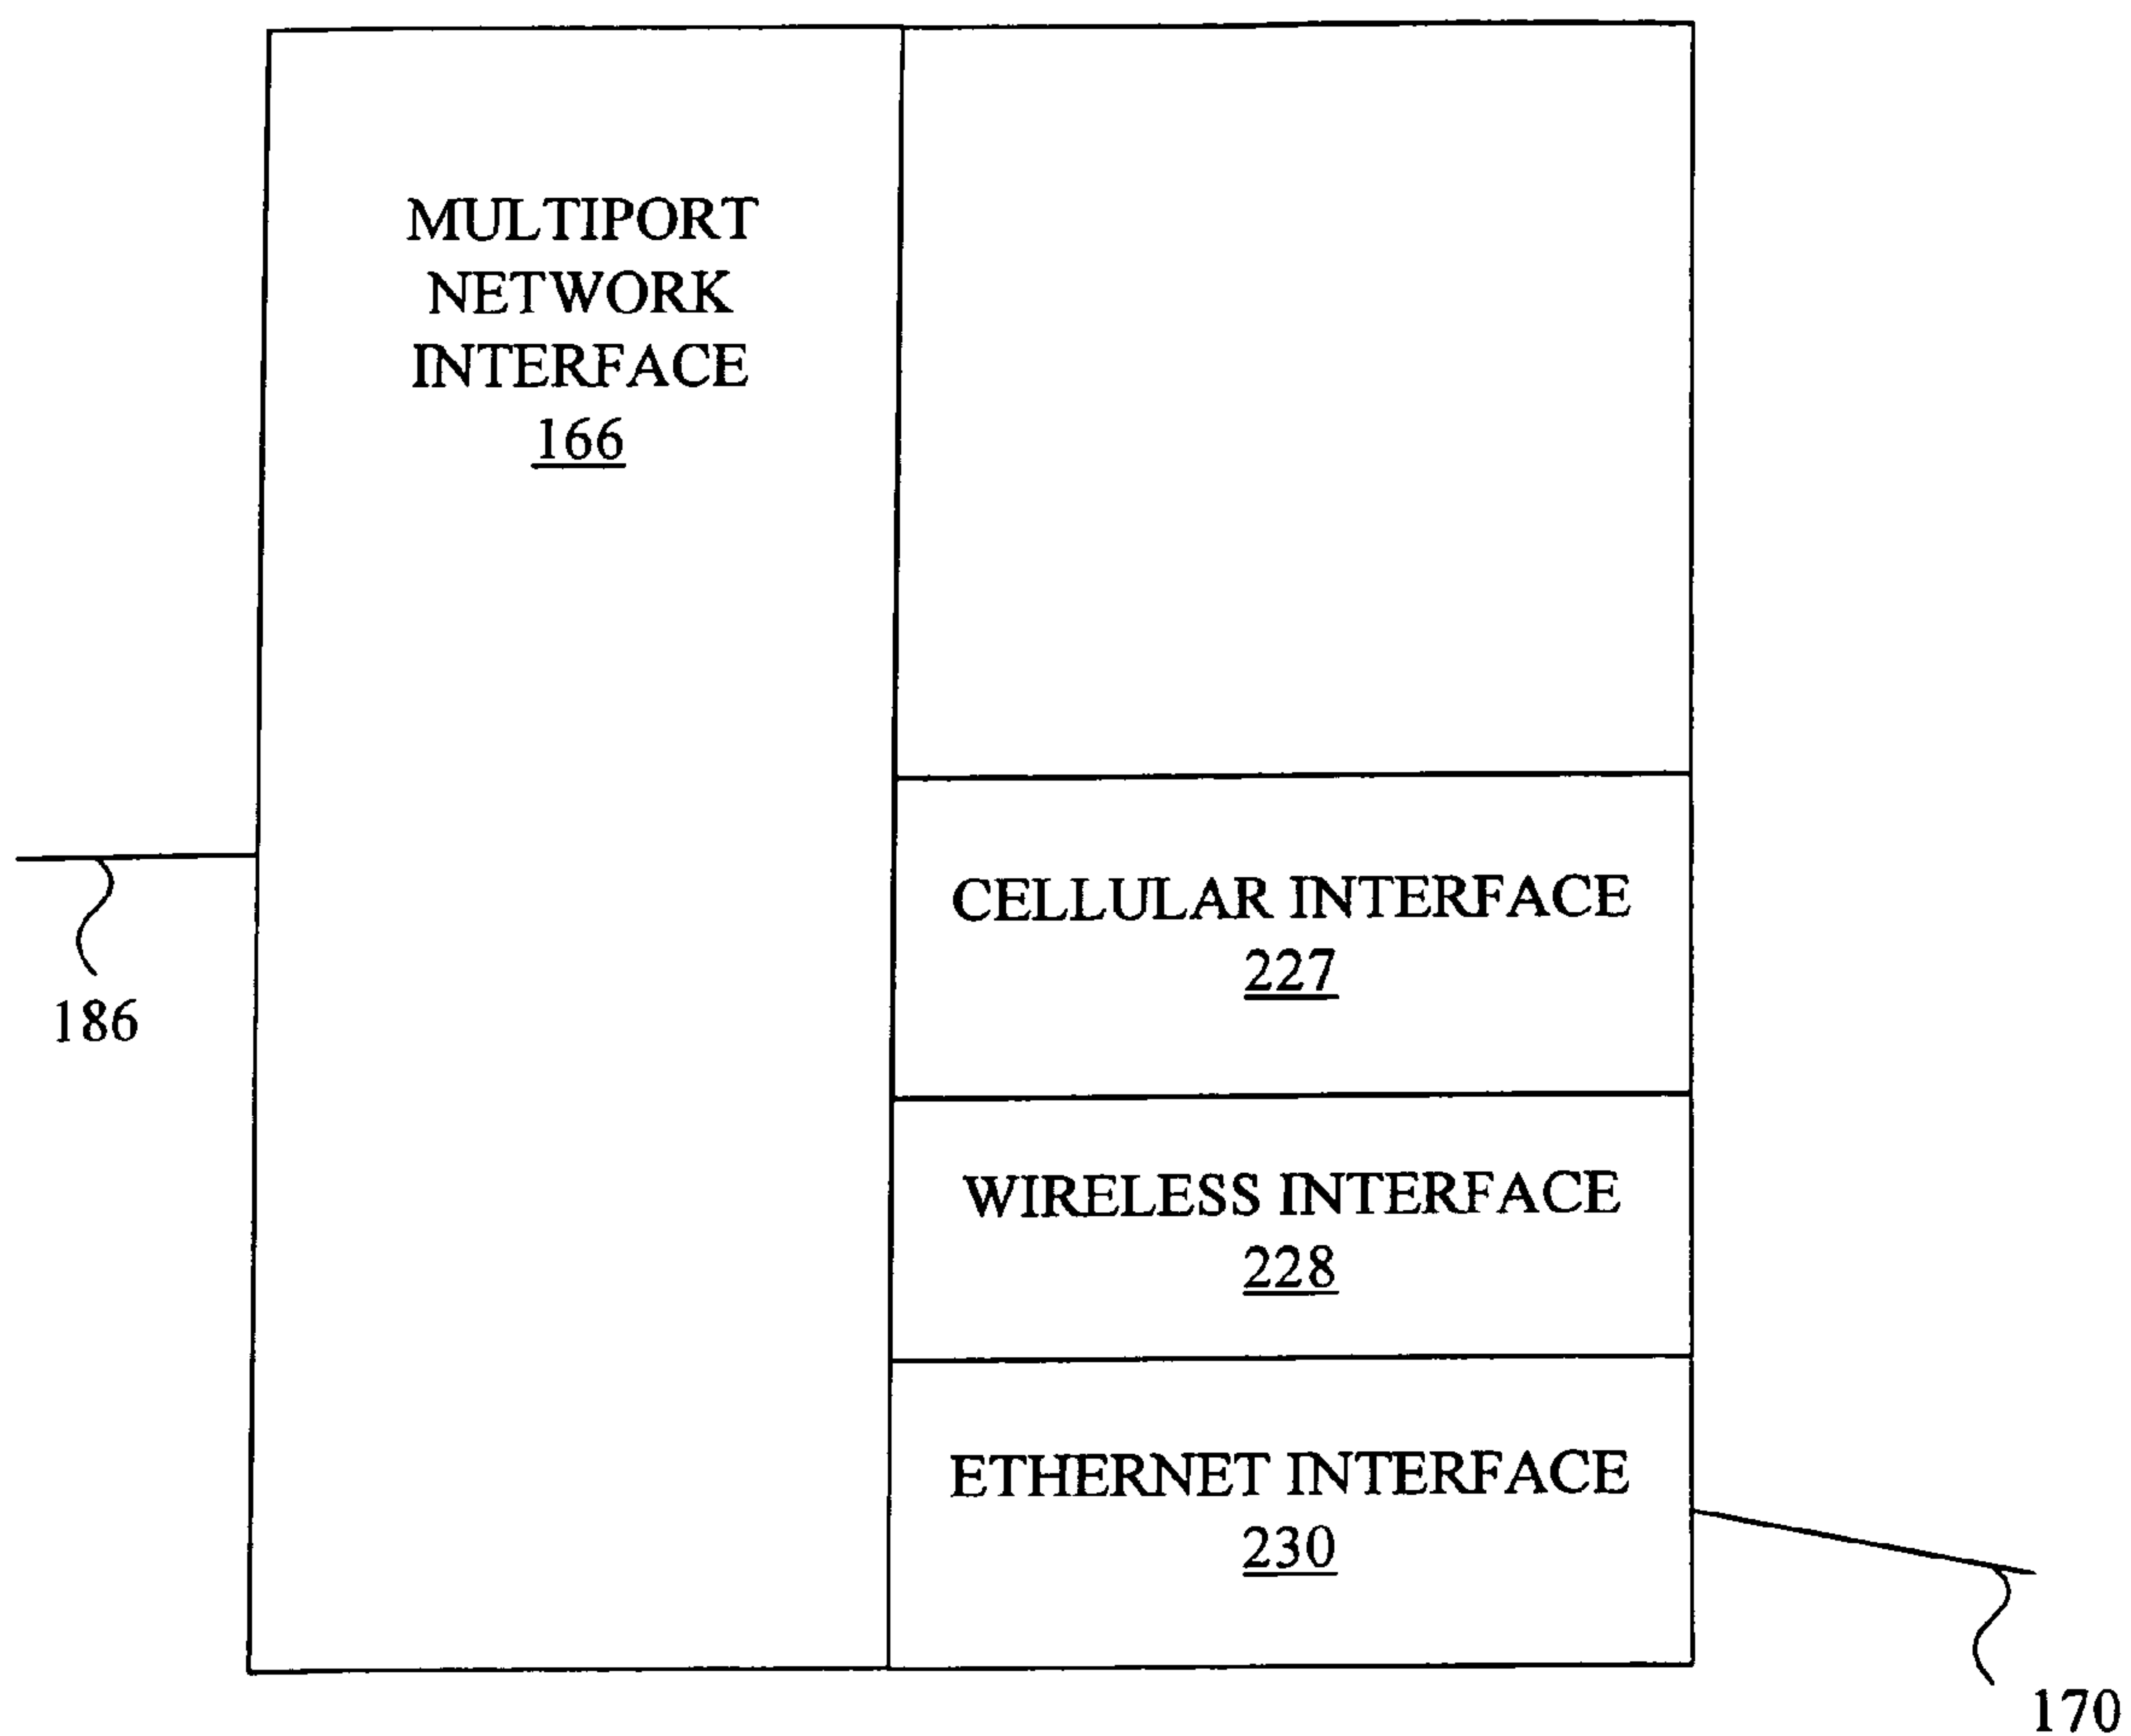 MULTIPORT
NETWORK
INTERFACE
166
CELLULAR INTERFACE
227
186
WIRELESS INTERFACE
228
ETHERNET INTERFACE
230
170